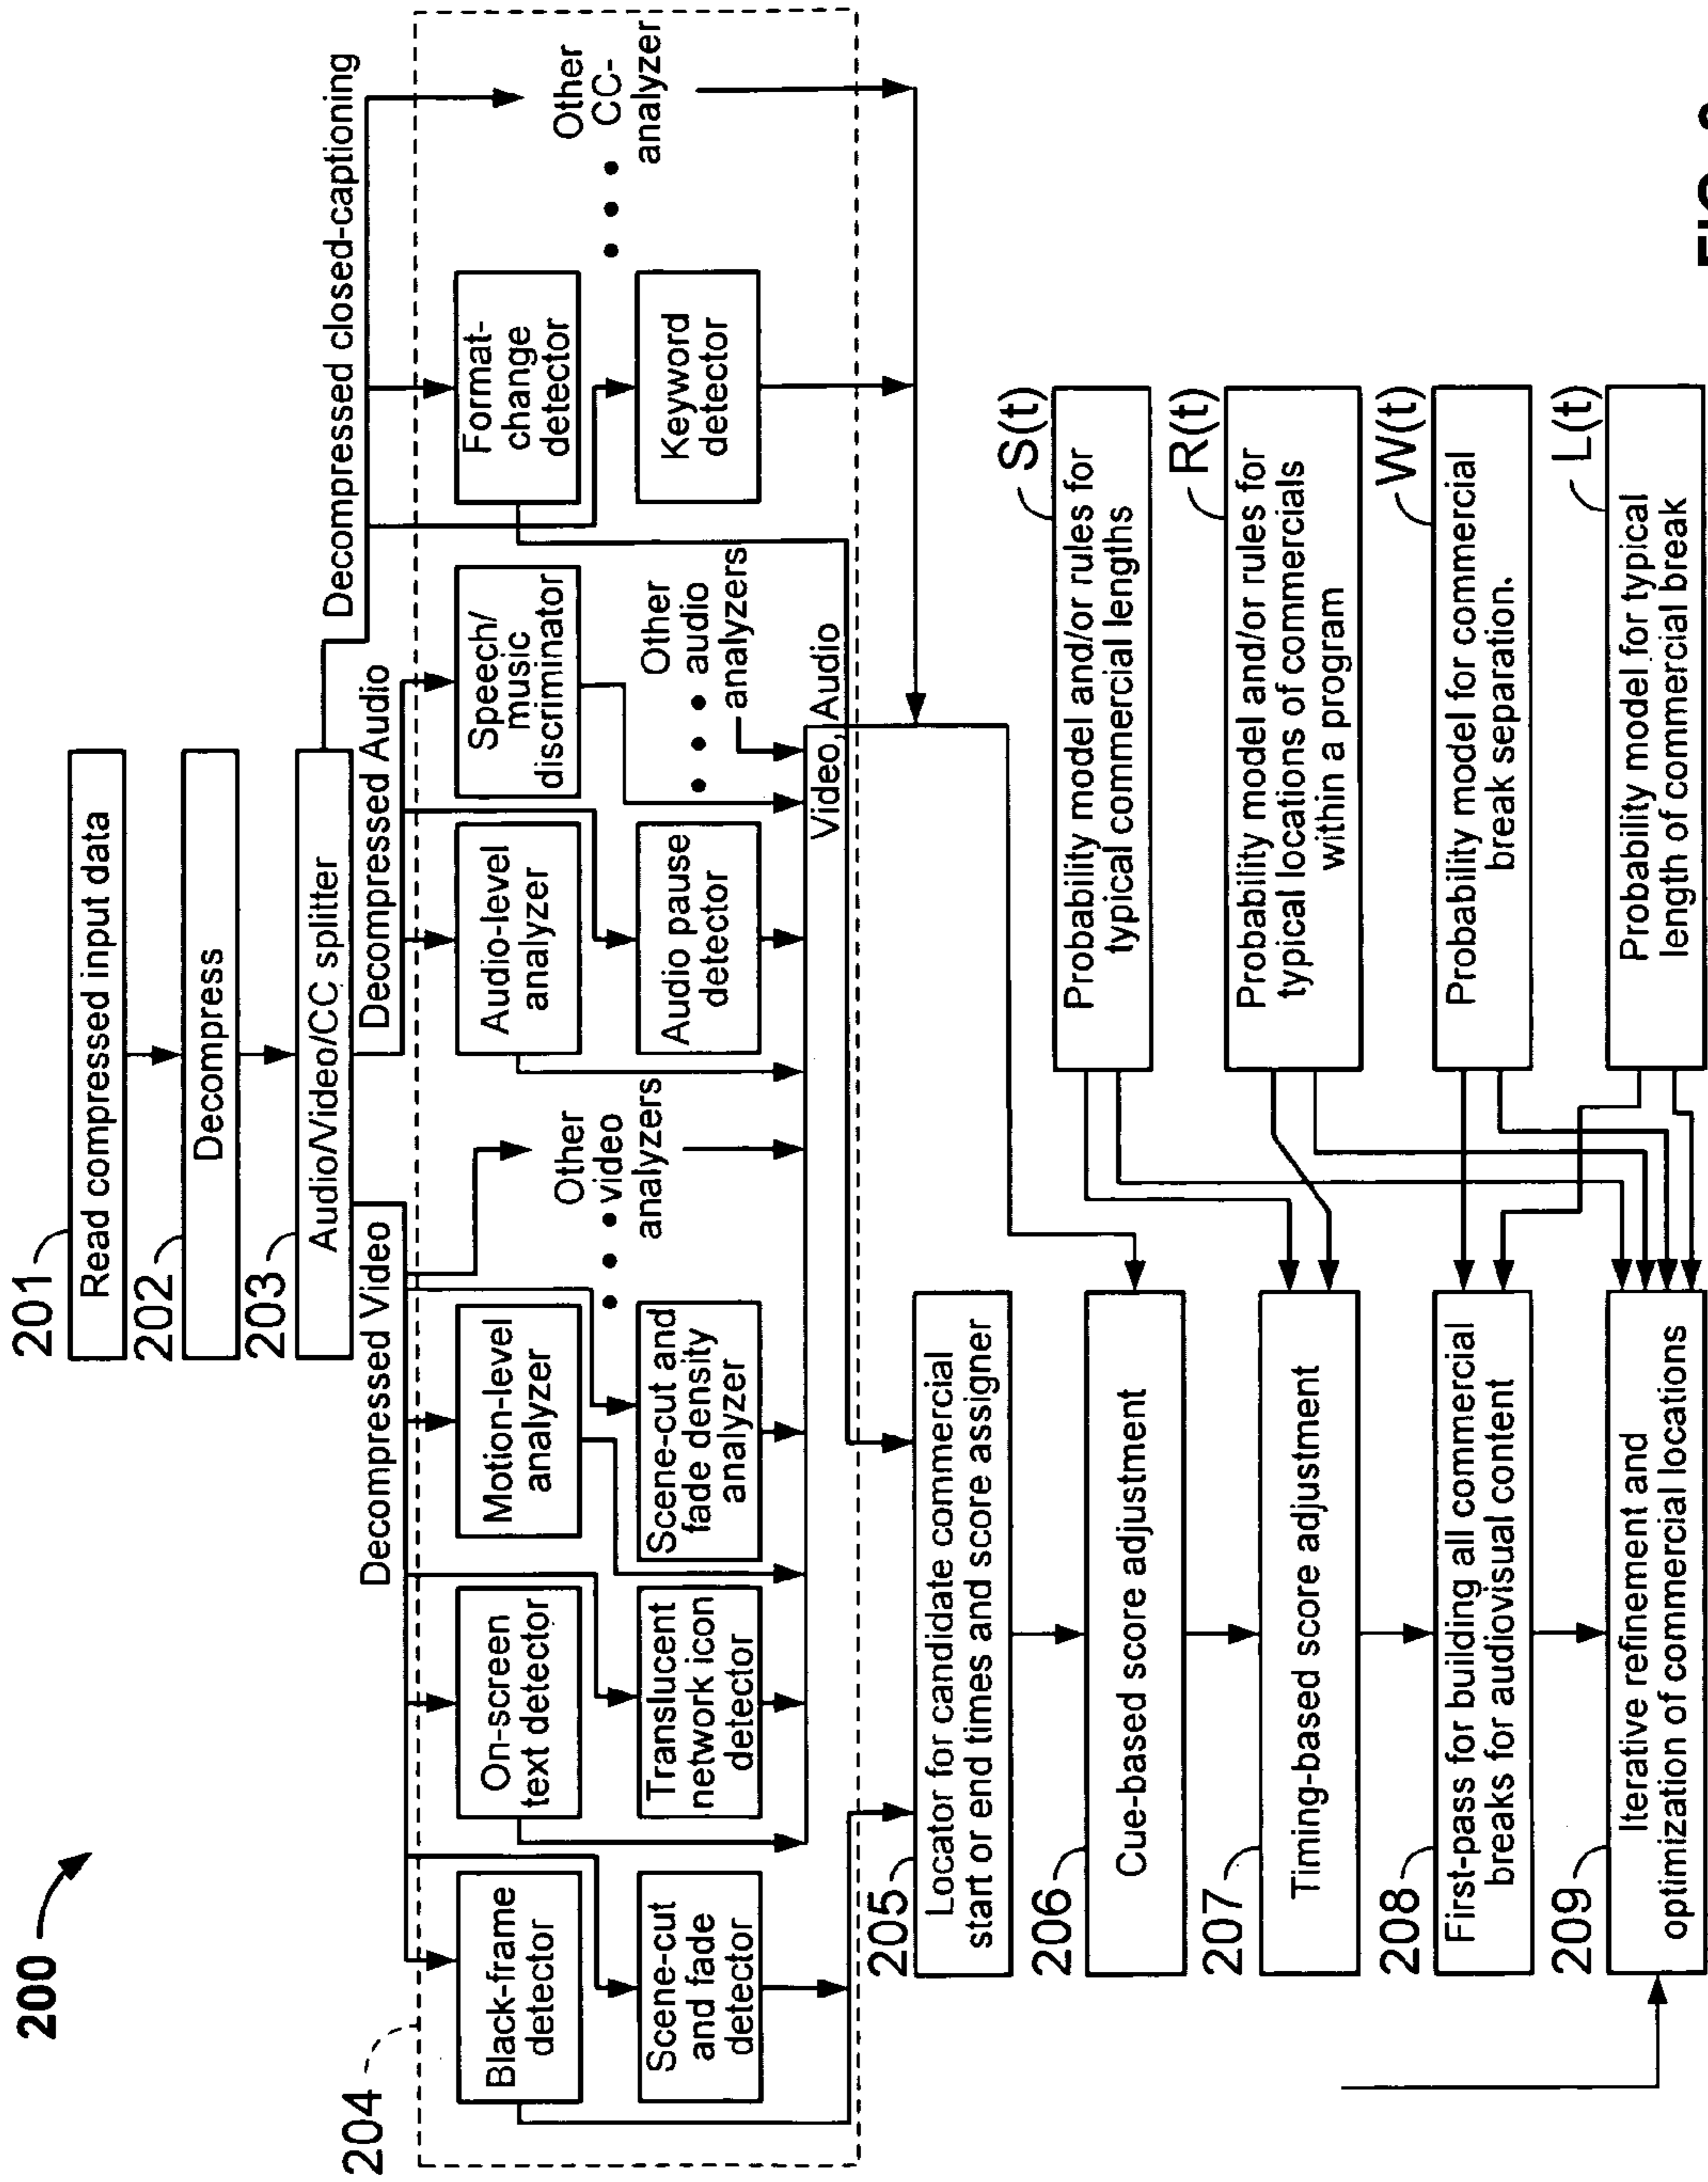 200
201
Read compressed input data
202
Decompress
203
Audio/Video/CC splitter
Decompressed Video
Decompressed Audio
Decompressed closed-captioning
204
Black-frame
detector
Scene-cut
and fade
detector
On-screen
text detector
Translucent
network icon
detector
Motion-level
analyzer
Scene-cut and
fade density
analyzer
Other
video
analyzers
Audio-level
analyzer
Audio pause
detector
Speech/
music
discriminator
Other
audio
analyzers
Format-
change
detector
Keyword
detector
Other
CC-
analyzer
Video, Audio
205
Locator for candidate commercial
start or end times and score assigner
206
Cue-based score adjustment
207
Timing-based score adjustment
208
First-pass for building all commercial
breaks for audiovisual content
209
Iterative refinement and
optimization of commercial locations
S(t)
Probability model and/or rules for
typical commercial lengths
R(t)
Probability model and/or rules for
typical locations of commercials
within a program
W(t)
Probability model for commercial
break separation.
L(t)
Probability model for typical
length of commercial break
FIG.